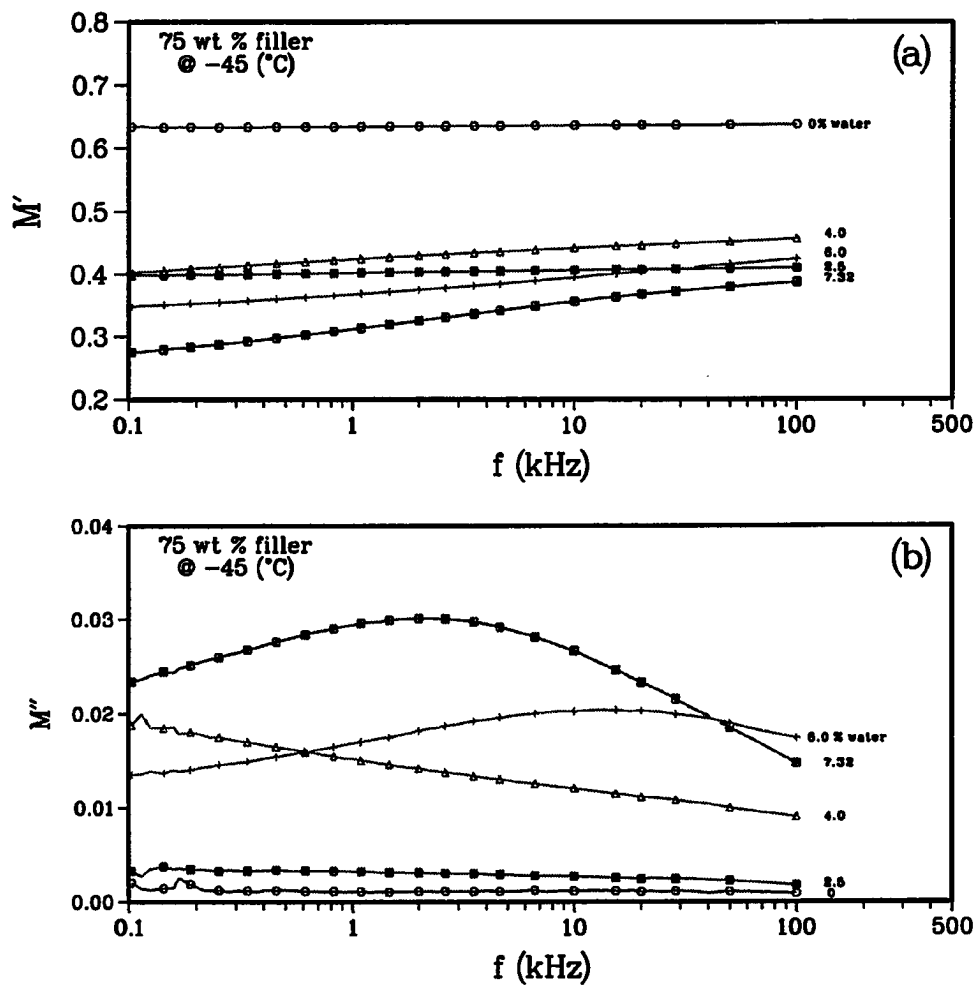 75 wt % filler
@ −45 (°C)
(a)
0.8
0.7
0.6
0.5
0.4
0.3
0.2
M′
0% water
4.0
6.0
2.5
7.32
0.1
1
10
100
500
f (kHz)
75 wt % filler
@ −45 (°C)
(b)
0.04
0.03
0.02
0.01
0.00
M″
6.0 % water
7.32
4.0
2.5
0
0.1
1
10
100
500
f (kHz)